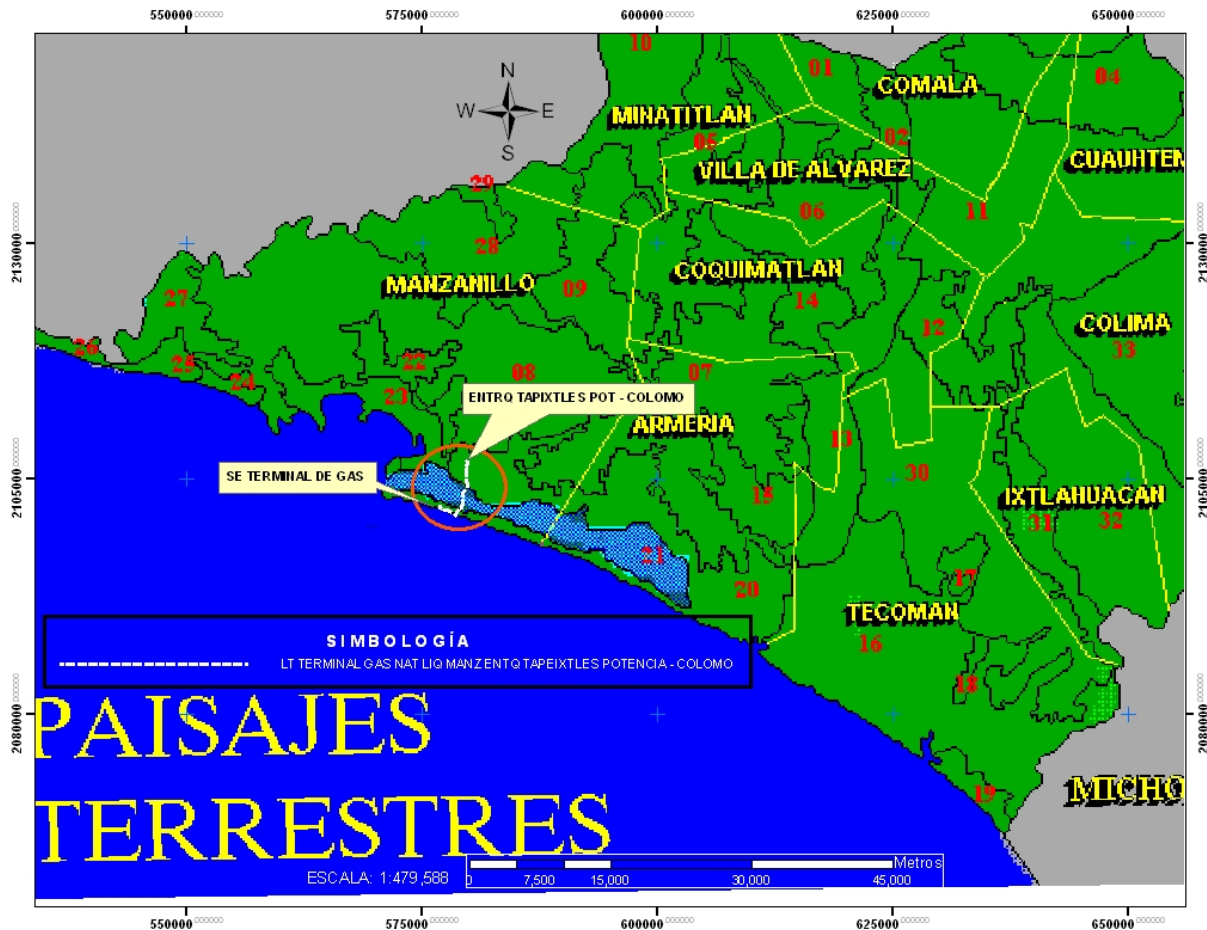 550000 575000 600000 625000 650000
N
W E
S
10
01
COMALA
04
MINATITLAN
05
02
VILLA DE ALVAREZ
CUAUHTEM
29
06
11
2130000
2130000
28
COQUIMATLAN
MANZANILLO
09
14
27
12
COLIMA
33
26
25
22
24
08
07
23
ENTRQ TAPIXTLES POT - COLOMO
ARMERIA
13
SE TERMINAL DE GAS
30
2105000
2105000
15
IXTLAHUACAN
31
32
21
17
20
TECOMAN
16
SIMBOLOGÍA
LT TERMINAL GAS NAT LIQ MANZ ENTQ TAPEIXTLES POTENCIA - COLOMO
18
PAISAJES
2080000
2080000
19
MICHO
TERRESTRES
ESCALA: 1:479,588
Metros
0 7,500 15,000 30,000 45,000
550000 575000 600000 625000 650000